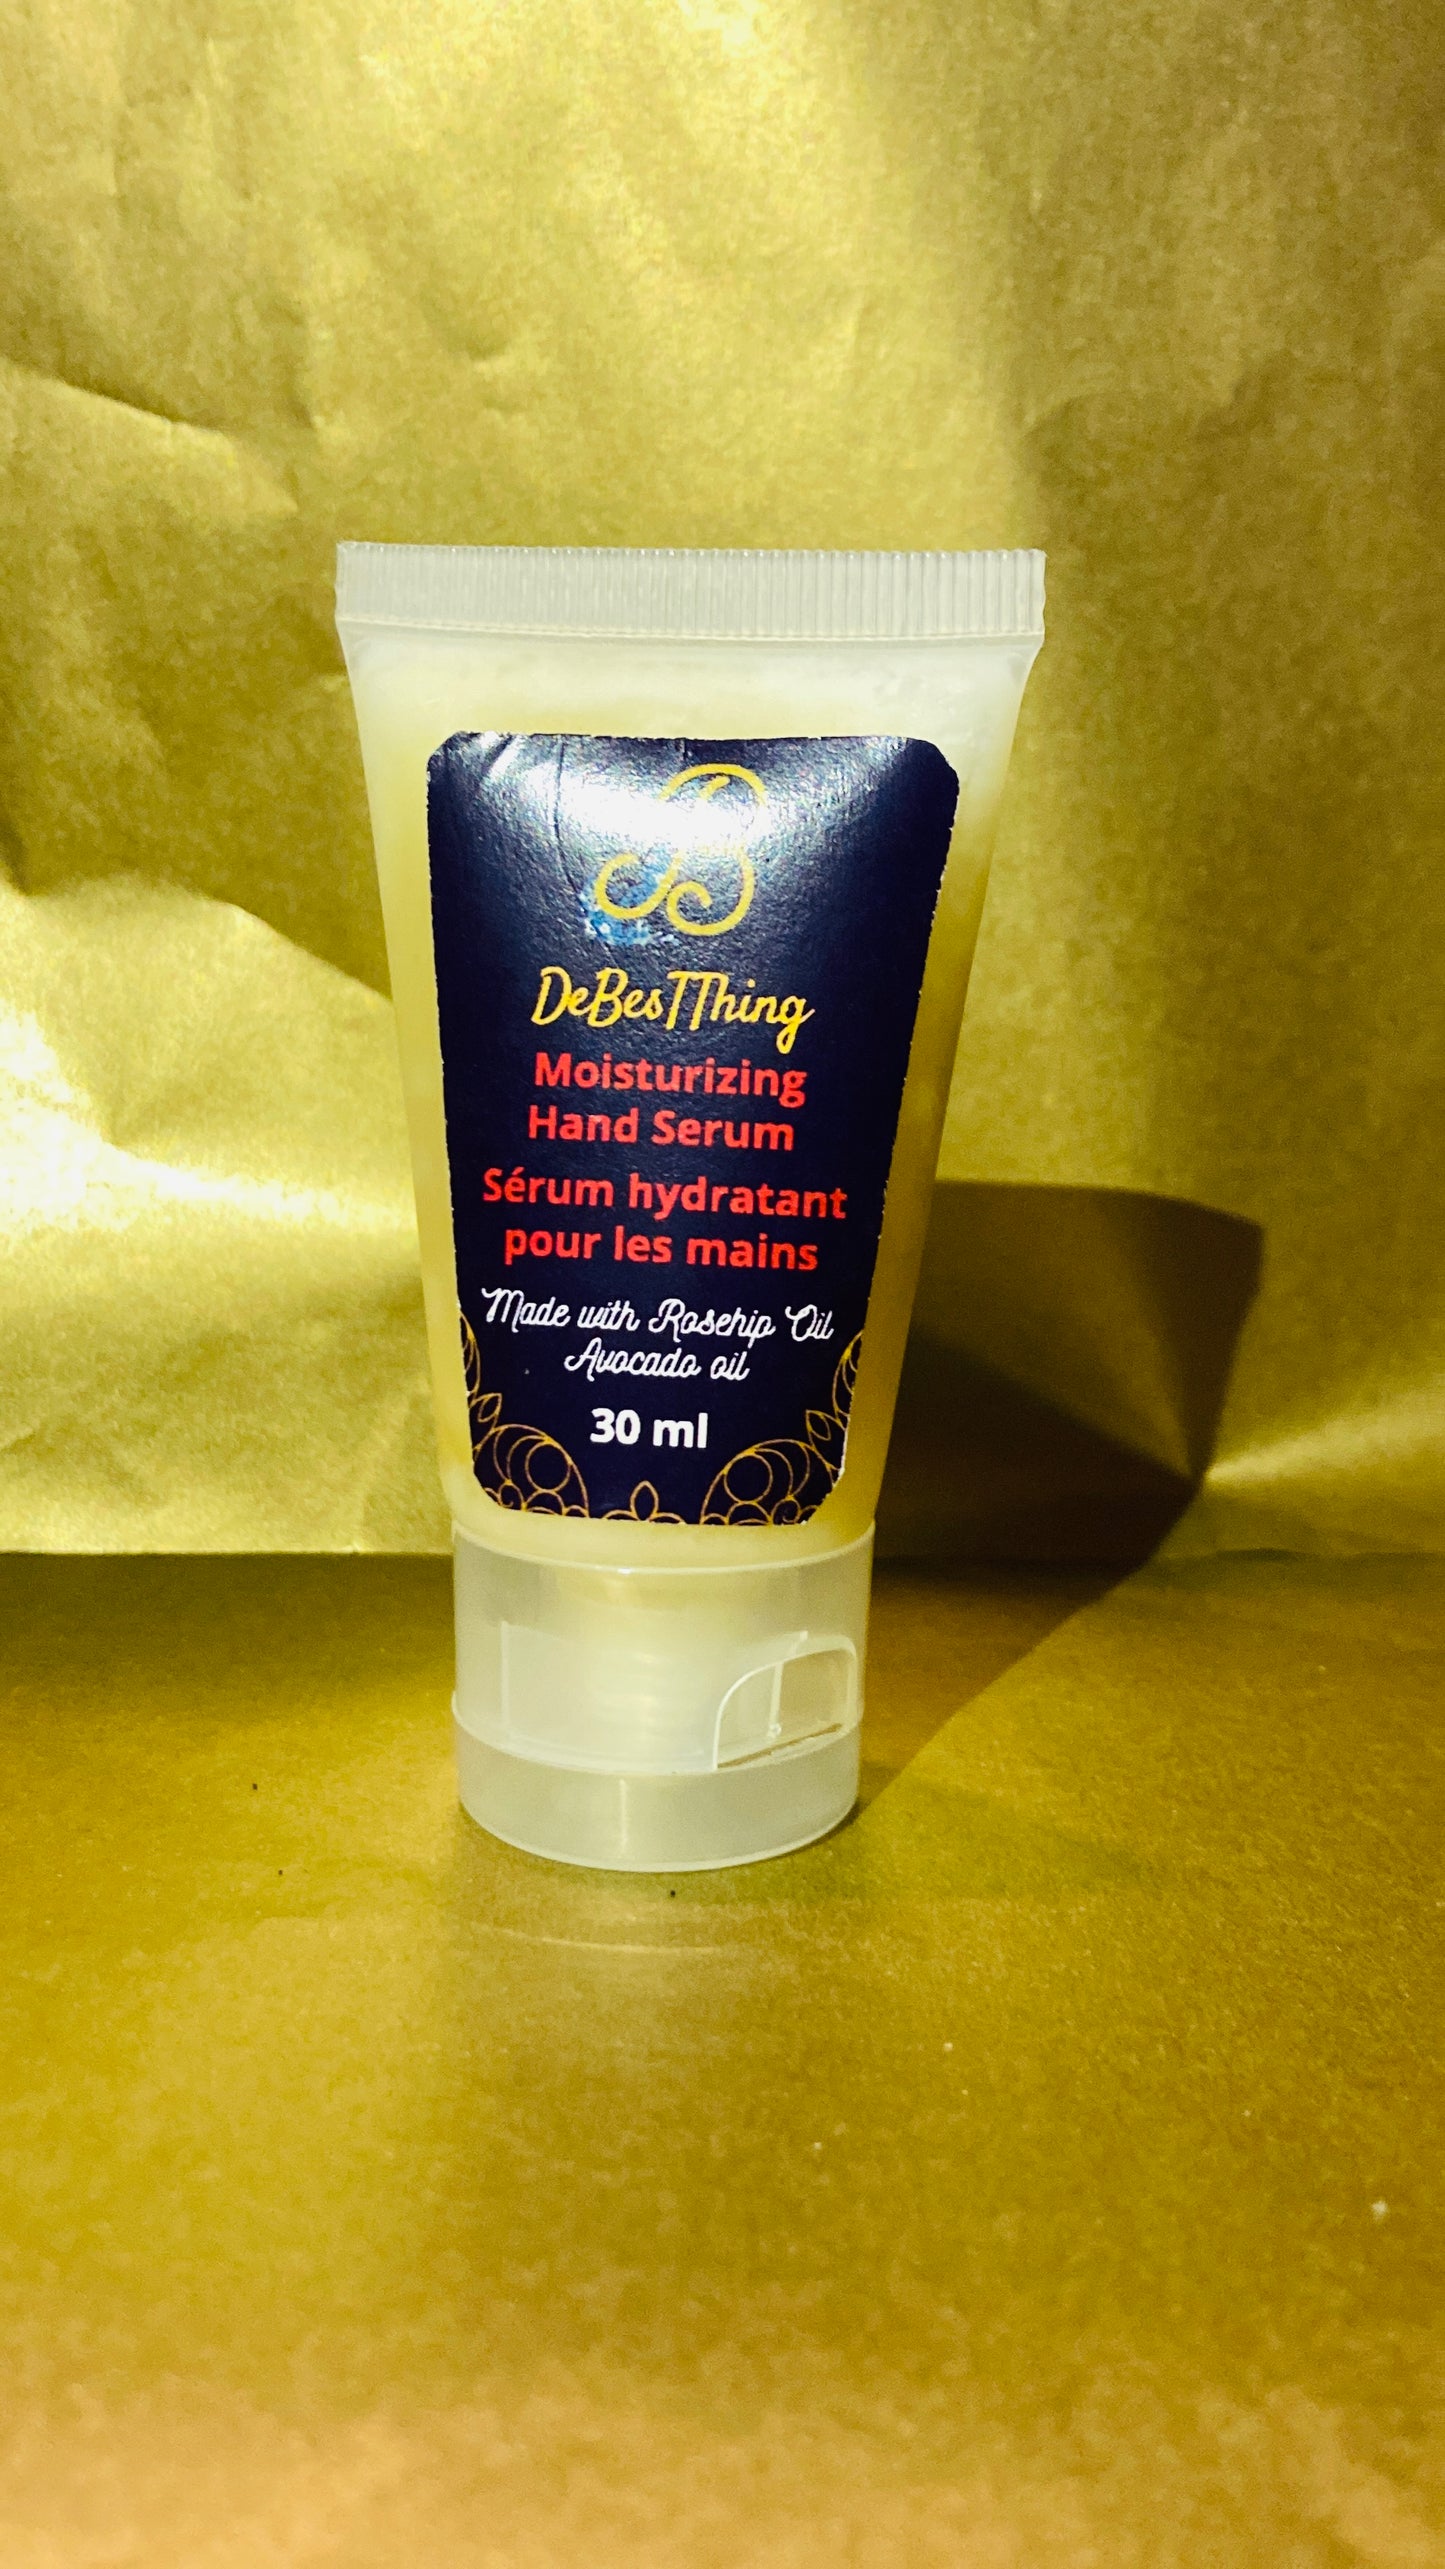 DeBesTThing
Moisturizing
Hand Serum
Sérum hydratant
pour les mains
Made with Rosehip Oil
Avocado oil
30 ml